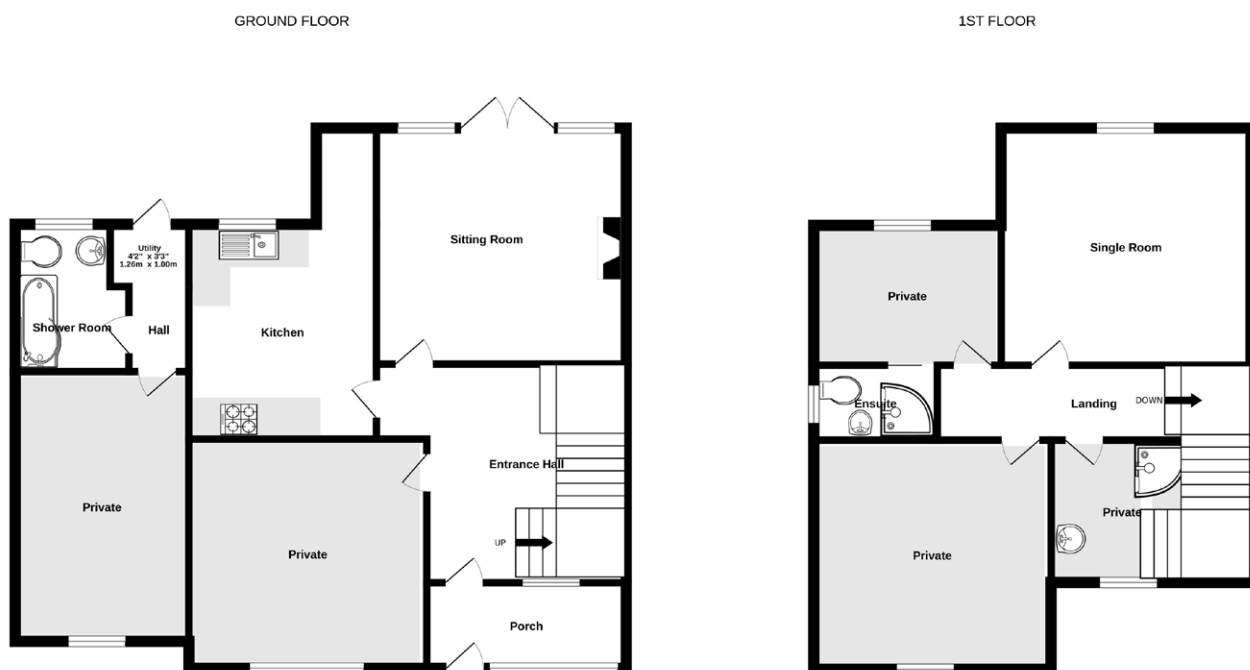 GROUND FLOOR
1ST FLOOR
Utility
4'2" x 3'3"
1.26m x 1.00m
Sitting Room
Single Room
Private
Shower Room
Hall
Kitchen
Ensuite
Landing
DOWN
Entrance Hall
Private
Private
UP
Private
Private
Porch